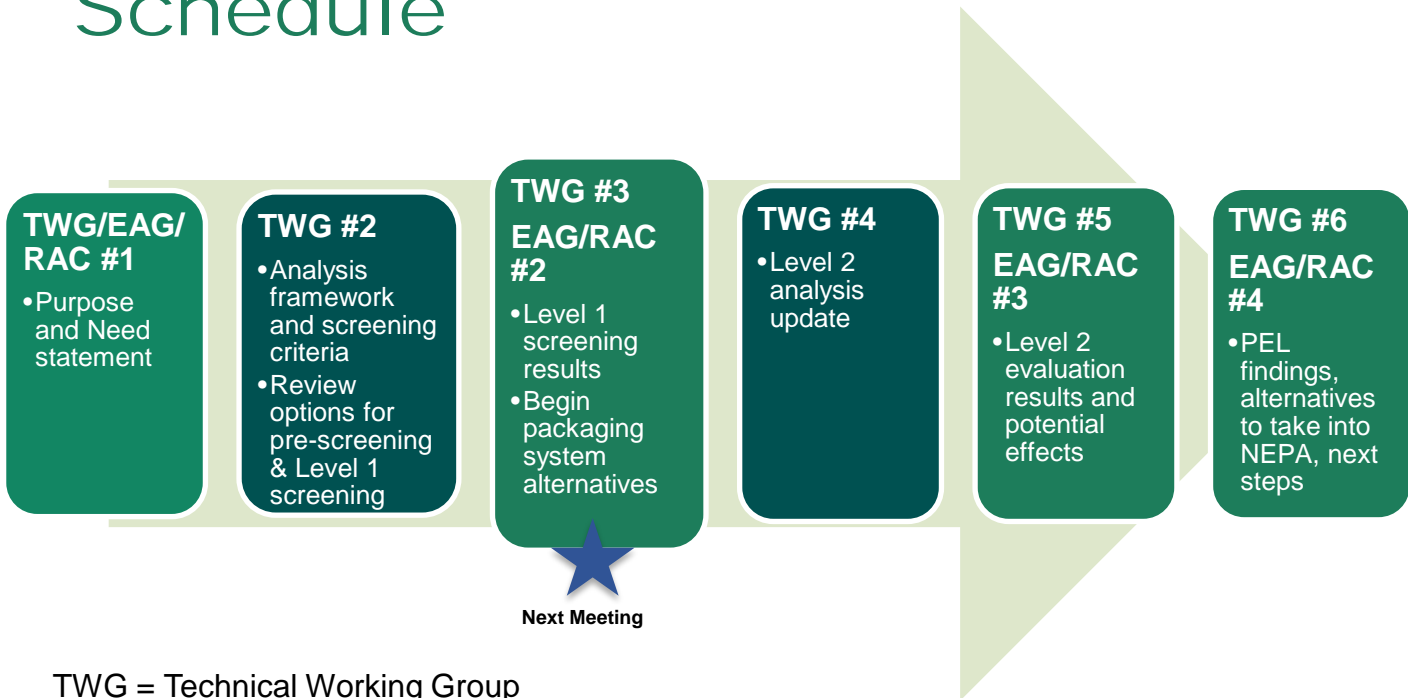 Schedule
TWG/EAG/
RAC #1
•Purpose
and Need
statement
TWG #2
•Analysis
framework
and screening
criteria
•Review
options for
pre-screening
& Level 1
screening
TWG #3
EAG/RAC
#2
•Level 1
screening
results
•Begin
packaging
system
alternatives
Next Meeting
TWG #4
•Level 2
analysis
update
TWG #5
EAG/RAC
#3
•Level 2
evaluation
results and
potential
effects
TWG #6
EAG/RAC
#4
•PEL
findings,
alternatives
to take into
NEPA, next
steps
TWG = Technical Working Group